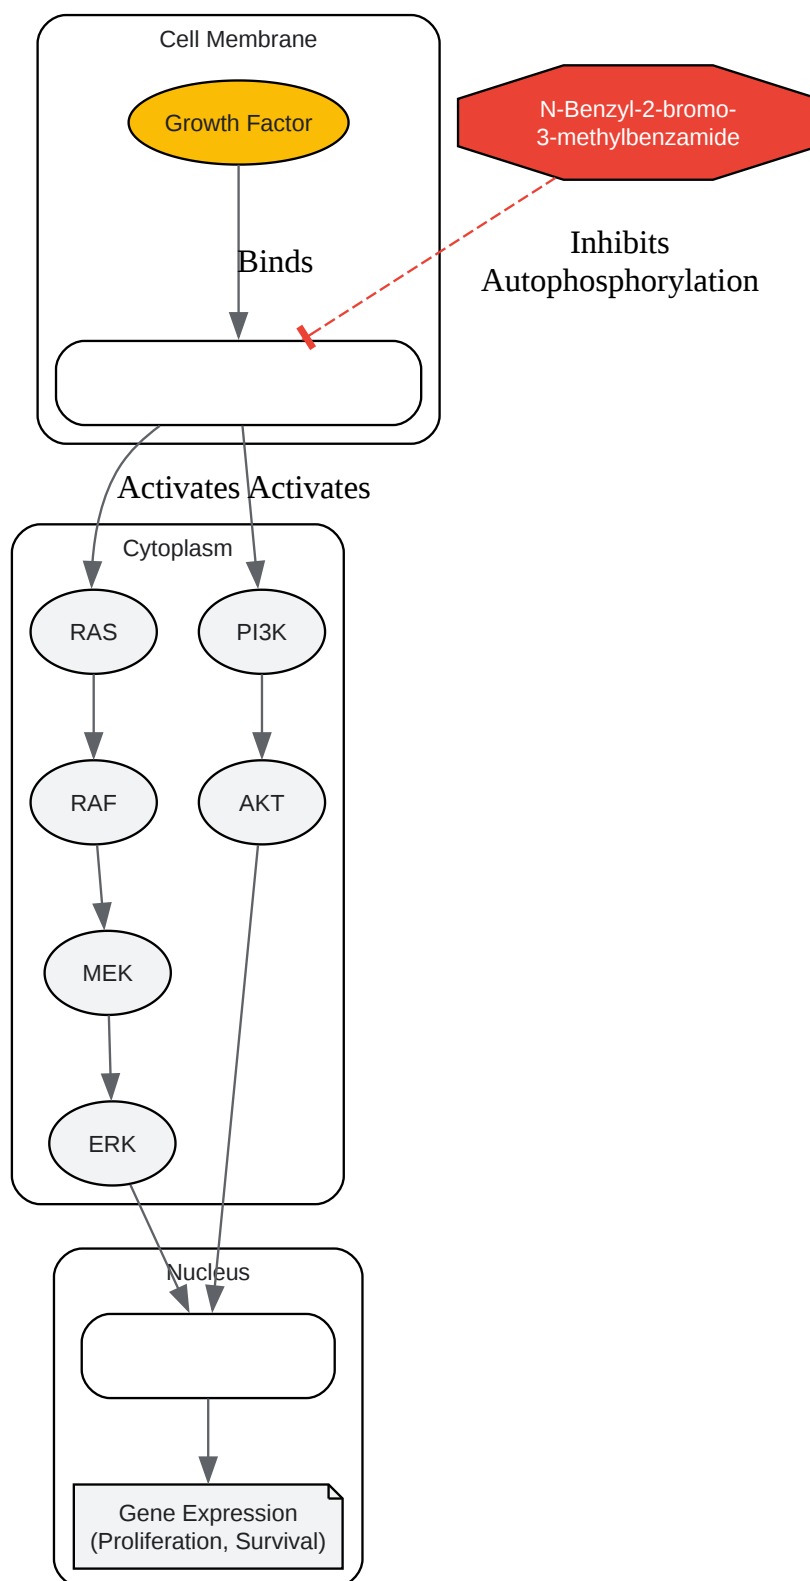 Cell Membrane
Growth Factor
N-Benzyl-2-bromo-
3-methylbenzamide
Binds
Inhibits
Autophosphorylation
Activates
Activates
Cytoplasm
RAS
PI3K
RAF
AKT
MEK
ERK
Nucleus
Gene Expression
(Proliferation, Survival)